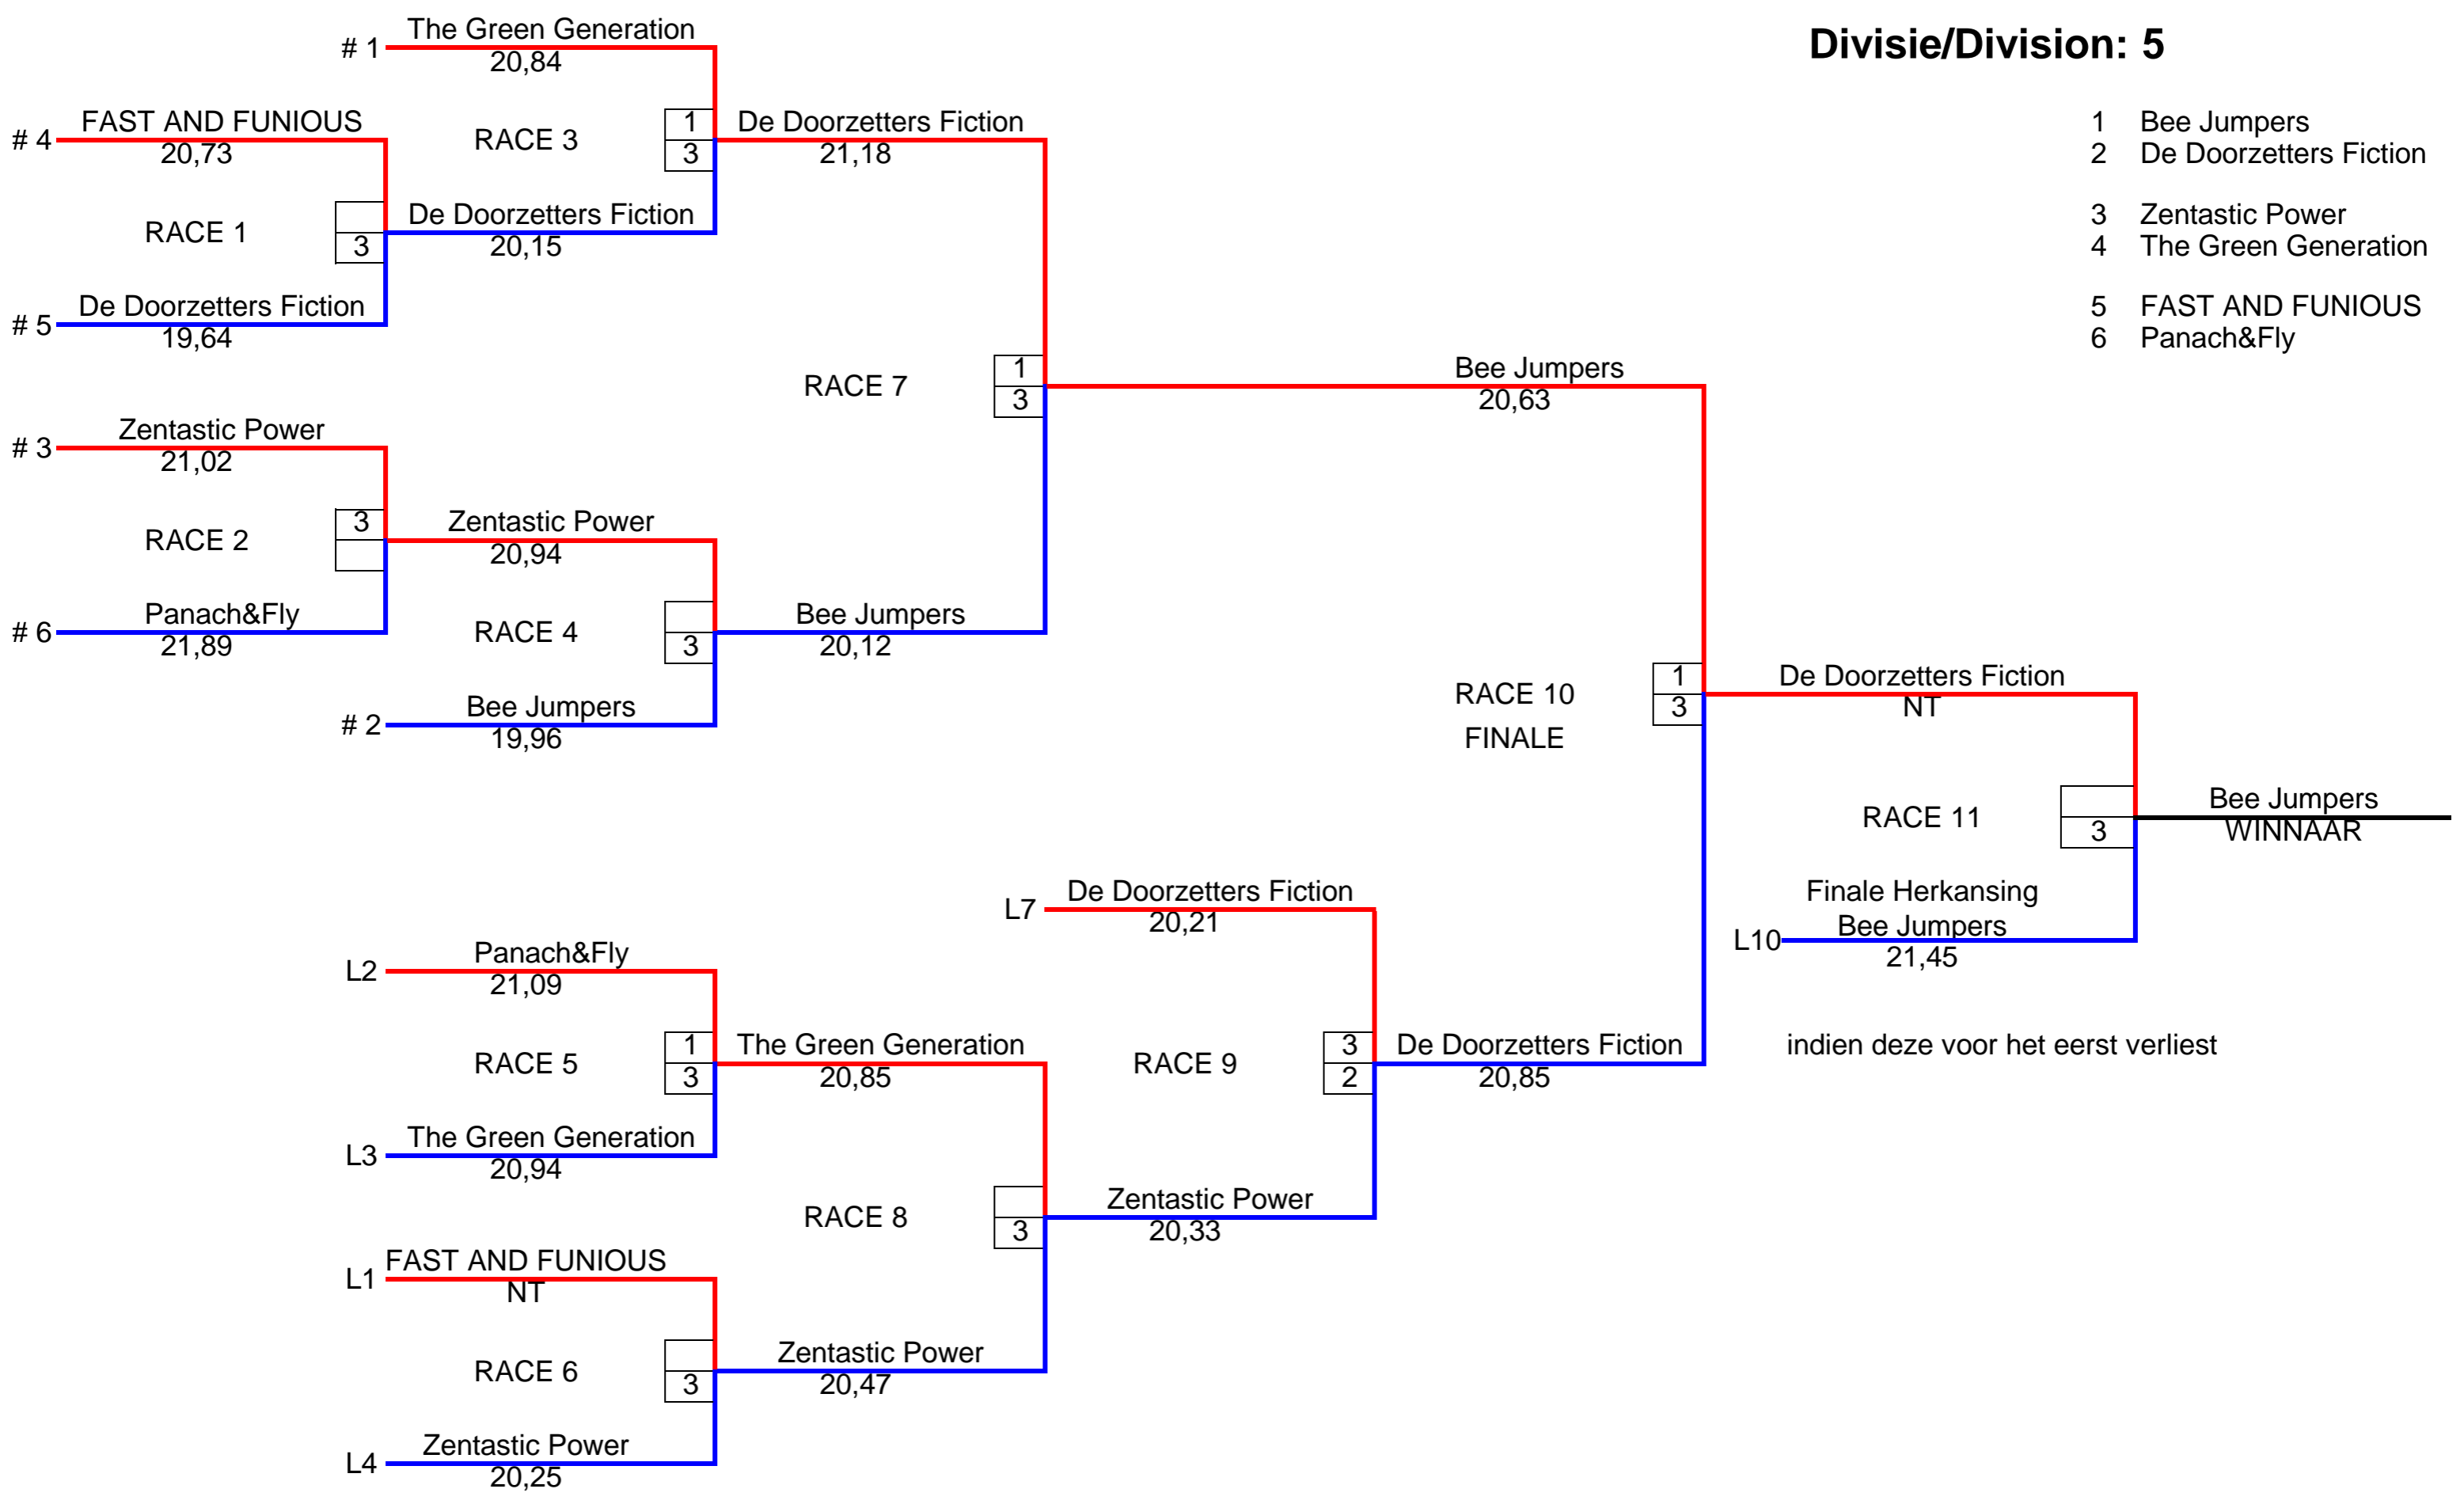 Divisie/Division: 5
1 Bee Jumpers
2 De Doorzetters Fiction
3 Zentastic Power
4 The Green Generation
5 FAST AND FUNIOUS
6 Panach&Fly
# 1
The Green Generation
20,84
# 4
FAST AND FUNIOUS
20,73
RACE 1
3
# 5
De Doorzetters Fiction
19,64
RACE 3
1
3
De Doorzetters Fiction
20,15
De Doorzetters Fiction
21,18
# 3
Zentastic Power
21,02
RACE 2
3
# 6
Panach&Fly
21,89
Zentastic Power
20,94
RACE 4
3
# 2
Bee Jumpers
19,96
Bee Jumpers
20,12
RACE 7
1
3
Bee Jumpers
20,63
RACE 10
FINALE
1
3
De Doorzetters Fiction
NT
RACE 11
3
Bee Jumpers
WINNAAR
Finale Herkansing
L10
Bee Jumpers
21,45
indien deze voor het eerst verliest
L7
De Doorzetters Fiction
20,21
RACE 9
3
2
De Doorzetters Fiction
20,85
L2
Panach&Fly
21,09
RACE 5
1
3
L3
The Green Generation
20,94
The Green Generation
20,85
RACE 8
3
Zentastic Power
20,33
L1
FAST AND FUNIOUS
NT
RACE 6
3
L4
Zentastic Power
20,25
Zentastic Power
20,47